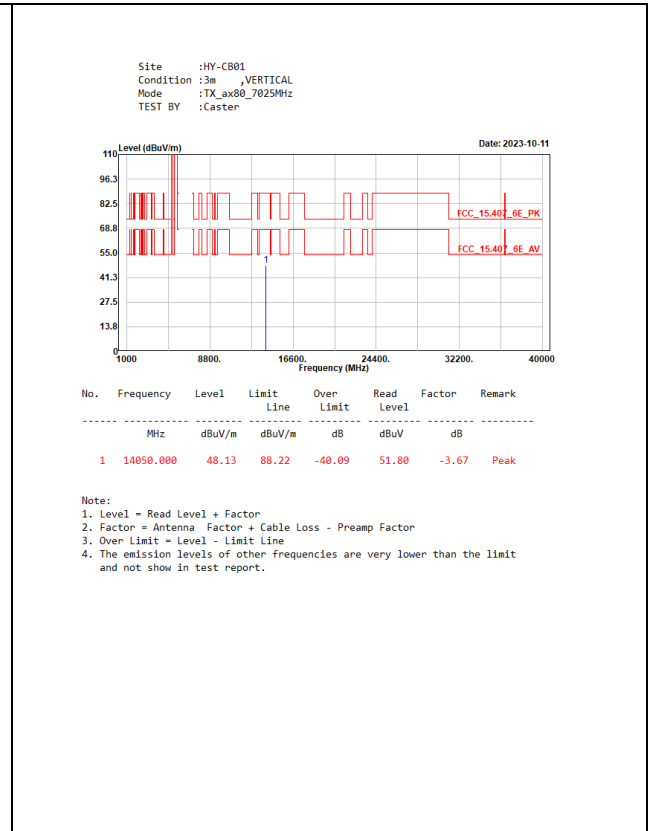 Site :HY-CB01
Condition :3m ,VERTICAL
Mode :TX_ax80_7025MHz
TEST BY :Caster
Level (dBuV/m) Date: 2023-10-11
110
96.3
82.5
FCC_15.407_6E_PK
68.8
FCC_15.407_6E_AV
55.0
1
41.3
27.5
13.8
0
1000 8800. 16600. 24400. 32200. 40000
Frequency (MHz)
No. Frequency Level Limit Over Read Factor Remark
Line Limit Level
------ ----------- -------- -------- --------- --------- -------- ---------
MHz dBuV/m dBuV/m dB dBuV dB
1 14050.000 48.13 88.22 -40.09 51.80 -3.67 Peak
Note:
1. Level = Read Level + Factor
2. Factor = Antenna Factor + Cable Loss - Preamp Factor
3. Over Limit = Level - Limit Line
4. The emission levels of other frequencies are very lower than the limit
and not show in test report.